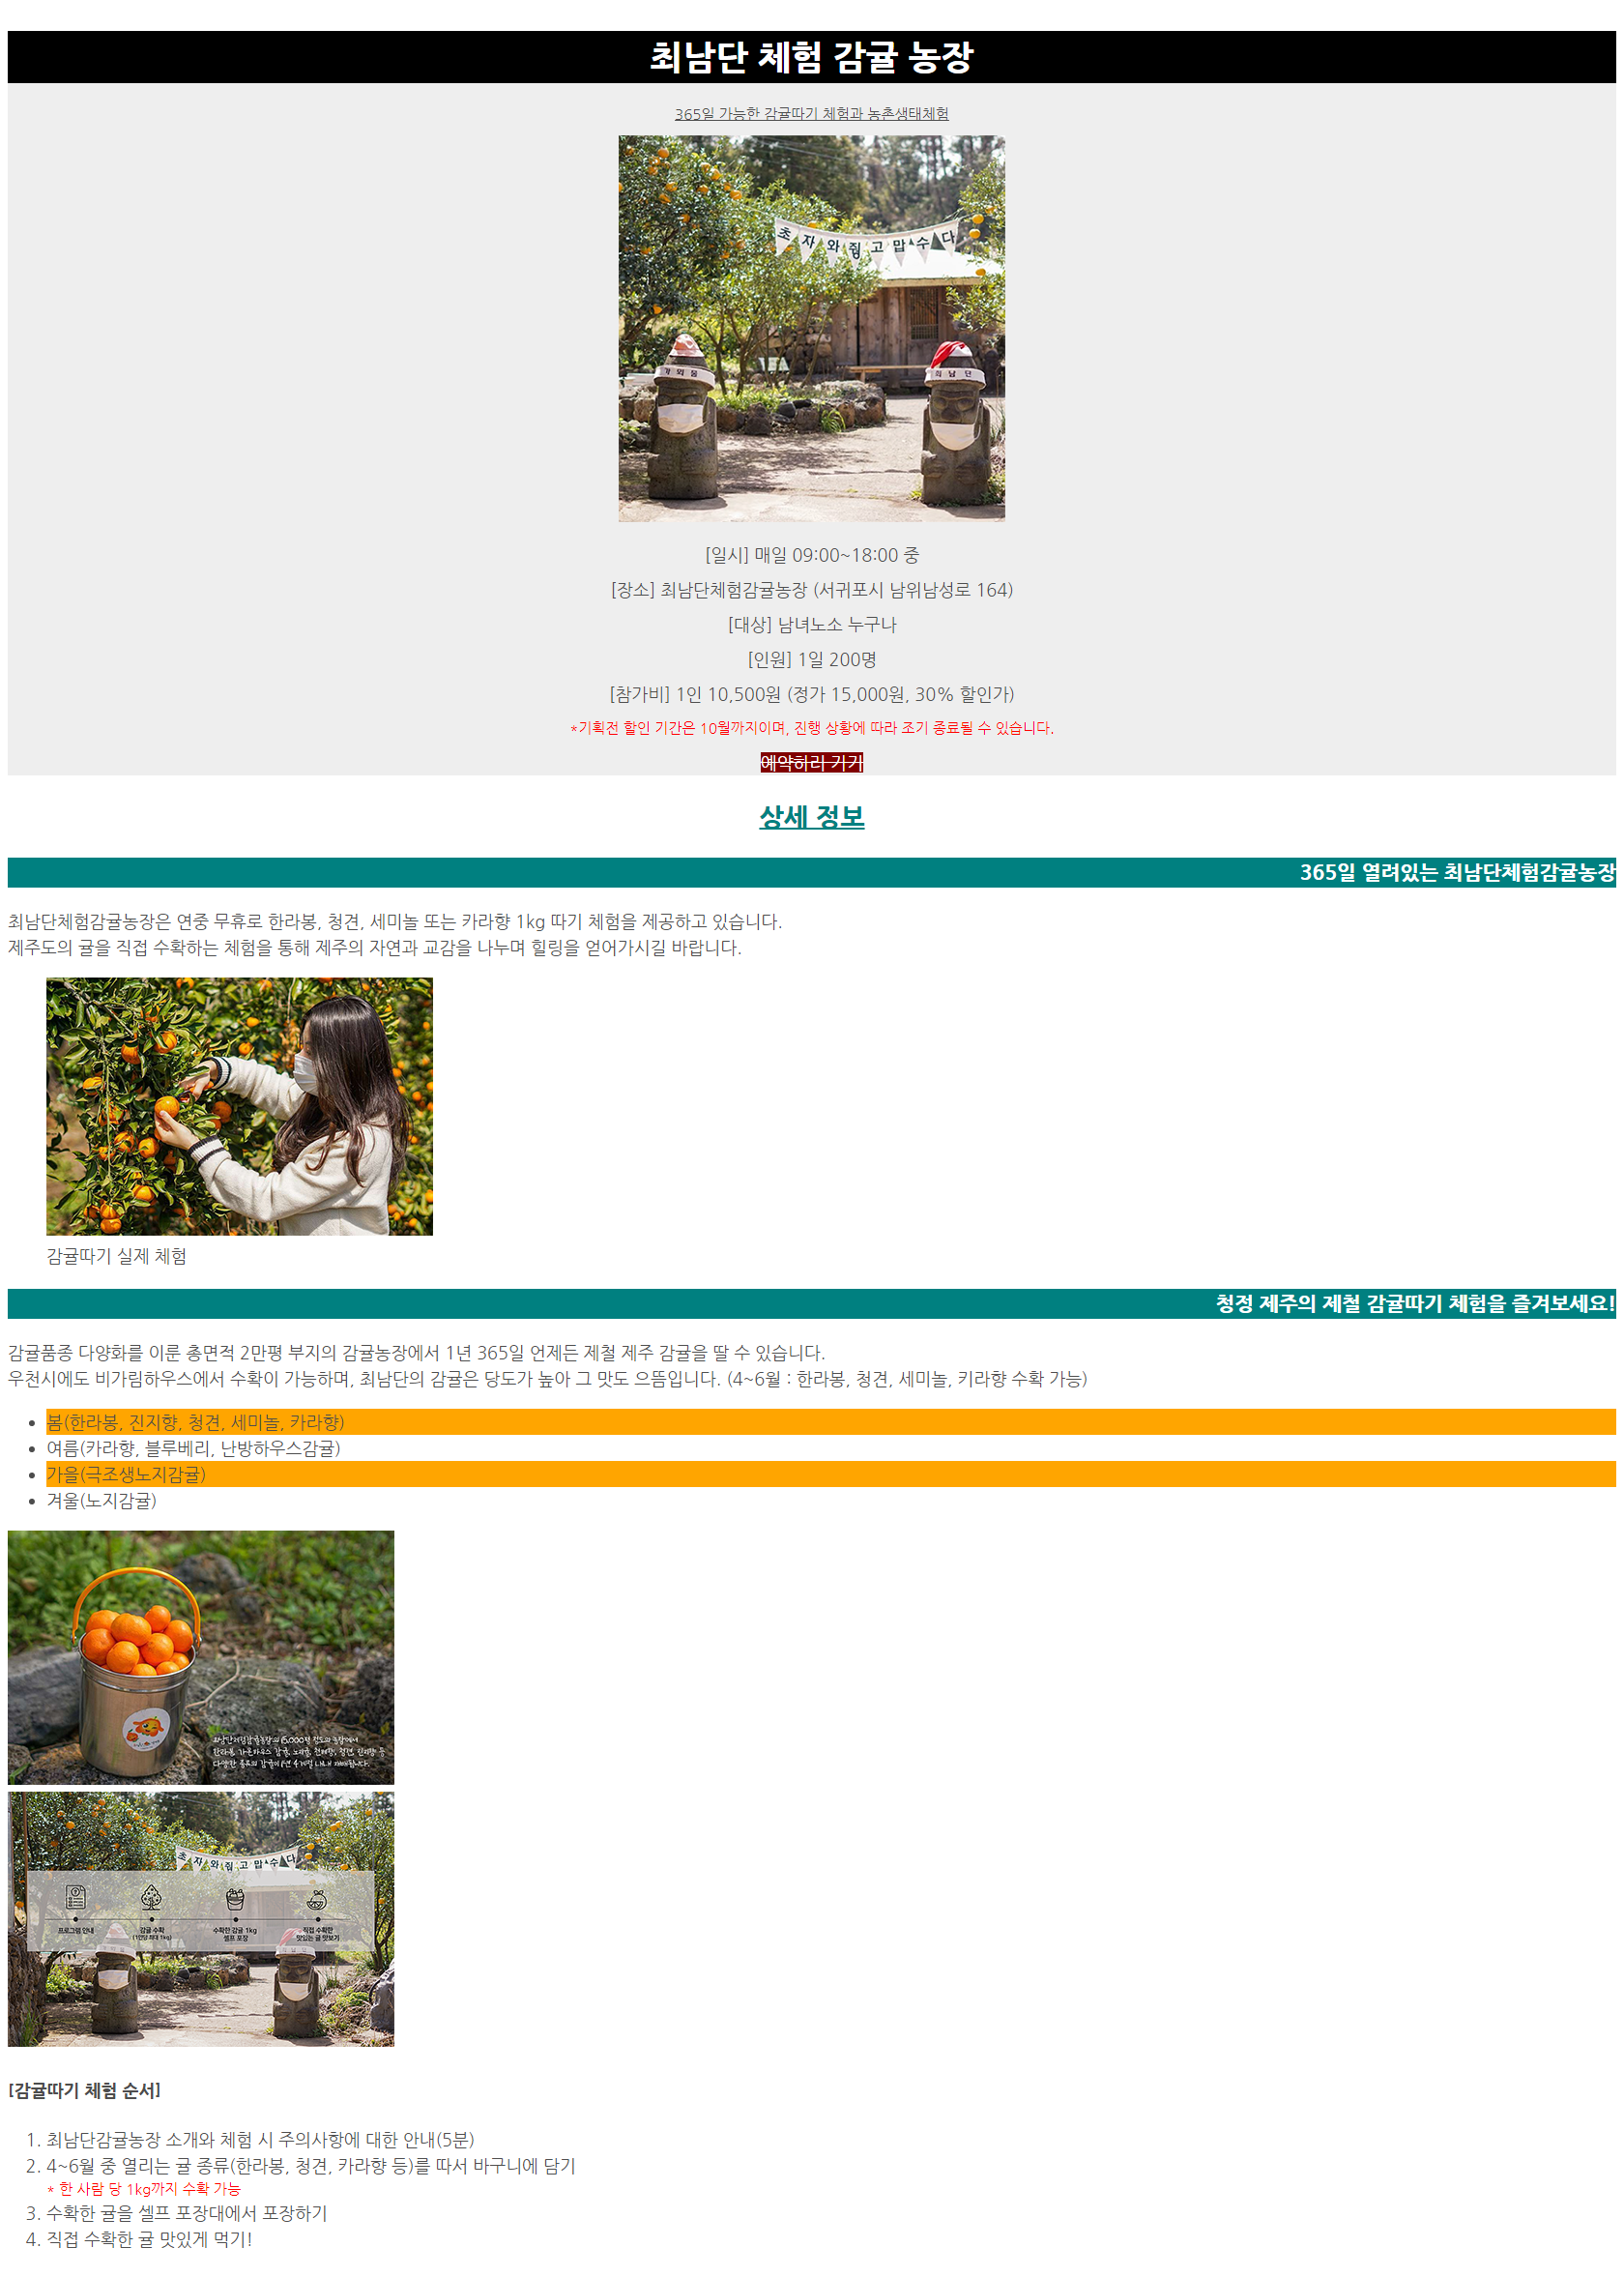 최남단 체험 감귤 농장
365일 가능한 감귤따기 체험과 농촌생태체험
초 자 와 줭 고 맙 수 다
[일시] 매일 09:00~18:00 중
[장소] 최남단체험감귤농장 (서귀포시 남위남성로 164)
[대상] 남녀노소 누구나
[인원] 1일 200명
[참가비] 1인 10,500원 (정가 15,000원, 30% 할인가)
*기획전 할인 기간은 10월까지이며, 진행 상황에 따라 조기 종료될 수 있습니다.
예약하러 가기
상세 정보
365일 열려있는 최남단체험감귤농장
최남단체험감귤농장은 연중 무휴로 한라봉, 청견, 세미놀 또는 카라향 1kg 따기 체험을 제공하고 있습니다.
제주도의 귤을 직접 수확하는 체험을 통해 제주의 자연과 교감을 나누며 힐링을 얻어가시길 바랍니다.
감귤따기 실제 체험
청정 제주의 제철 감귤따기 체험을 즐겨보세요!
감귤품종 다양화를 이룬 총면적 2만평 부지의 감귤농장에서 1년 365일 언제든 제철 제주 감귤을 딸 수 있습니다.
우천시에도 비가림하우스에서 수확이 가능하며, 최남단의 감귤은 당도가 높아 그 맛도 으뜸입니다. (4~6월 : 한라봉, 청견, 세미놀, 키라향 수확 가능)
봄(한라봉, 진지향, 청견, 세미놀, 카라향)
여름(카라향, 블루베리, 난방하우스감귤)
가을(극조생노지감귤)
겨울(노지감귤)
초 자 와 줭 고 맙 수 다
프로그램 안내
감귤 수확
(1인당 최대 1kg)
수확한 감귤 1kg
셀프 포장
직접 수확한
맛있는 귤 맛보기
[감귤따기 체험 순서]
1. 최남단감귤농장 소개와 체험 시 주의사항에 대한 안내(5분)
2. 4~6월 중 열리는 귤 종류(한라봉, 청견, 카라향 등)를 따서 바구니에 담기
* 한 사람 당 1kg까지 수확 가능
3. 수확한 귤을 셀프 포장대에서 포장하기
4. 직접 수확한 귤 맛있게 먹기!